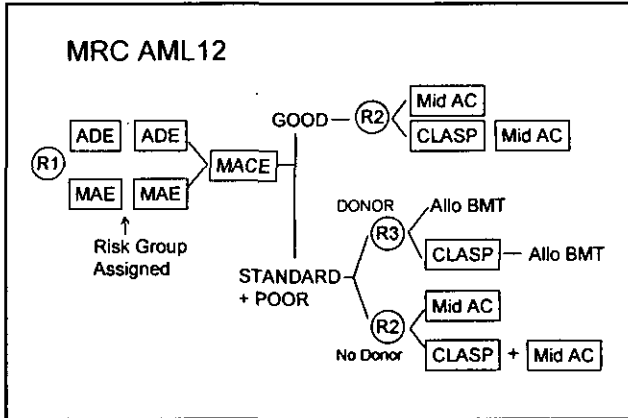 MRC AML12
R1
ADE ADE
MAE MAE
Risk Group
Assigned
MACE
GOOD
R2
Mid AC
CLASP Mid AC
STANDARD
+ POOR
DONOR
R3
Allo BMT
CLASP Allo BMT
R2
No Donor
Mid AC
CLASP + Mid AC